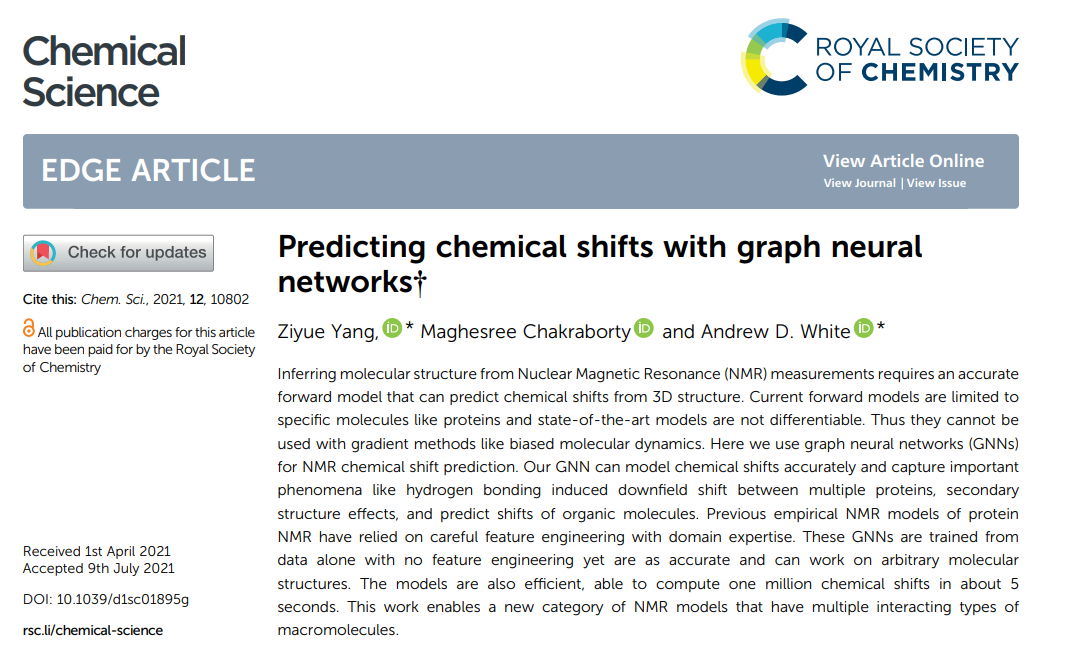 Chemical
Science
ROYAL SOCIETY
OF CHEMISTRY
EDGE ARTICLE
View Article Online
View Journal | View Issue
Check for updates
Cite this: Chem. Sci., 2021, 12, 10802
All publication charges for this article
have been paid for by the Royal Society
of Chemistry
Received 1st April 2021
Accepted 9th July 2021
DOI: 10.1039/d1sc01895g
rsc.li/chemical-science
Predicting chemical shifts with graph neural
networks†
Ziyue Yang, iD * Maghesree Chakraborty iD and Andrew D. White iD *
Inferring molecular structure from Nuclear Magnetic Resonance (NMR) measurements requires an accurate
forward model that can predict chemical shifts from 3D structure. Current forward models are limited to
specific molecules like proteins and state-of-the-art models are not differentiable. Thus they cannot be
used with gradient methods like biased molecular dynamics. Here we use graph neural networks (GNNs)
for NMR chemical shift prediction. Our GNN can model chemical shifts accurately and capture important
phenomena like hydrogen bonding induced downfield shift between multiple proteins, secondary
structure effects, and predict shifts of organic molecules. Previous empirical NMR models of protein
NMR have relied on careful feature engineering with domain expertise. These GNNs are trained from
data alone with no feature engineering yet are as accurate and can work on arbitrary molecular
structures. The models are also efficient, able to compute one million chemical shifts in about 5
seconds. This work enables a new category of NMR models that have multiple interacting types of
macromolecules.